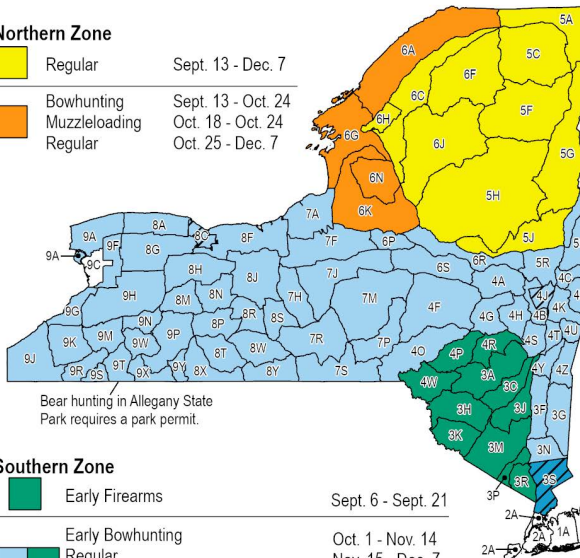 Northern Zone
Regular Sept. 13 - Dec. 7
Bowhunting Sept. 13 - Oct. 24
Muzzleloading Oct. 18 - Oct. 24
Regular Oct. 25 - Dec. 7
5A
6A
5C
6F
6C
5F
6H
6G
6J
5G
6N
5H
6K
7A
8A
9A
8C
8F
9F
7F
6P
5J
8G
9A
9C
6R
5R
8H
6S
8J
7J
4A
4C
9H
8M
8N
7H
7M
4F
4J
9G
8R
4G
4H
4B
4K
9N
8P
8S
4T
4U
9K
9M
9W
9P
7R
7P
4R
4S
8T
8W
4O
4P
9J
9T
4Y
4Z
9R
9S
9X
9Y
8X
8Y
7S
4W
3A
3C
Bear hunting in Allegany State
Park requires a park permit.
3H
3J
3F
3G
3K
3M
3N
Southern Zone
3R
3S
Early Firearms Sept. 6 - Sept. 21
3P
2A
Early Bowhunting Oct. 1 - Nov. 14
2A
1A
Regular Nov. 15 - Dec. 7
2A